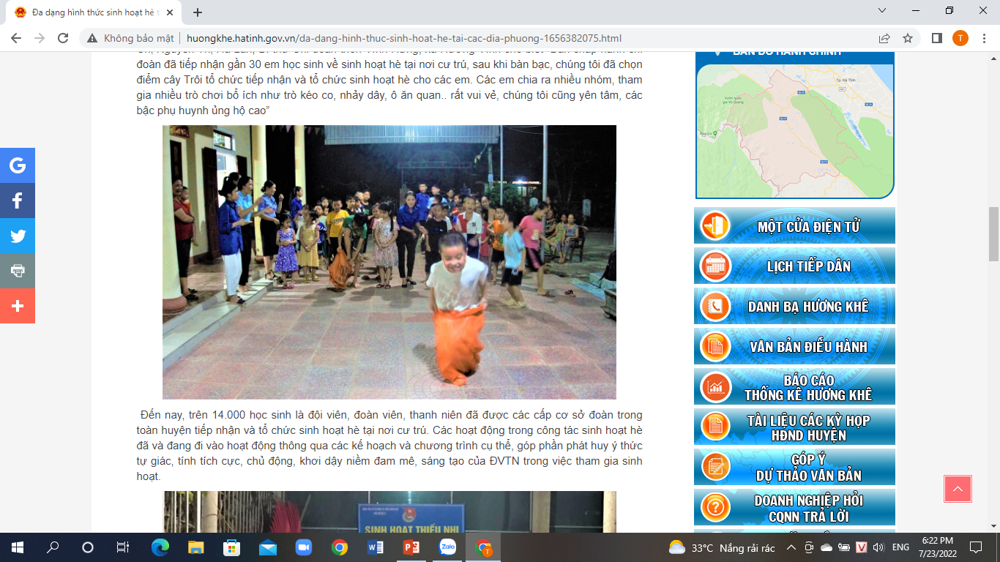 Đa dạng hình thức sinh hoạt hè t
Không bảo mật
huongkhe.hatinh.gov.vn/da-dang-hinh-thuc-sinh-hoat-he-tai-cac-dia-phuong-1656382075.html
T
đoàn đã tiếp nhận gần 30 em học sinh về sinh hoạt hè tại nơi cư trú, sau khi bàn bạc, chúng tôi đã chọn
điểm cây Trôi tổ chức tiếp nhận và tổ chức sinh hoạt hè cho các em. Các em chia ra nhiều nhóm, tham
gia nhiều trò chơi bổ ích như trò kéo co, nhảy dây, ô ăn quan.. rất vui vẻ, chúng tôi cũng yên tâm, các
bậc phụ huynh ủng hộ cao”
Đến nay, trên 14.000 học sinh là đội viên, đoàn viên, thanh niên đã được các cấp cơ sở đoàn trong
toàn huyện tiếp nhận và tổ chức sinh hoạt hè tại nơi cư trú. Các hoạt động trong công tác sinh hoạt hè
đã và đang đi vào hoạt động thông qua các kế hoạch và chương trình cụ thể, góp phần phát huy ý thức
tự giác, tính tích cực, chủ động, khơi dậy niềm đam mê, sáng tạo của ĐVTN trong việc tham gia sinh
hoạt.
SINH HOẠT THIẾU NHI
BẢN ĐỒ HÀNH CHÍNH
Tp. Hà Tĩnh
Vườn quốc
gia Vũ Quang
MỘT CỬA ĐIỆN TỬ
LỊCH TIẾP DÂN
DANH BẠ HƯƠNG KHÊ
VĂN BẢN ĐIỀU HÀNH
BÁO CÁO
THỐNG KÊ HƯƠNG KHÊ
TÀI LIỆU CÁC KỲ HỌP
HĐND HUYỆN
GÓP Ý
DỰ THẢO VĂN BẢN
DOANH NGHIỆP HỎI
CQNN TRẢ LỜI
Zalo
T
33°C Nắng rải rác
V
ENG
6:22 PM
7/23/2022